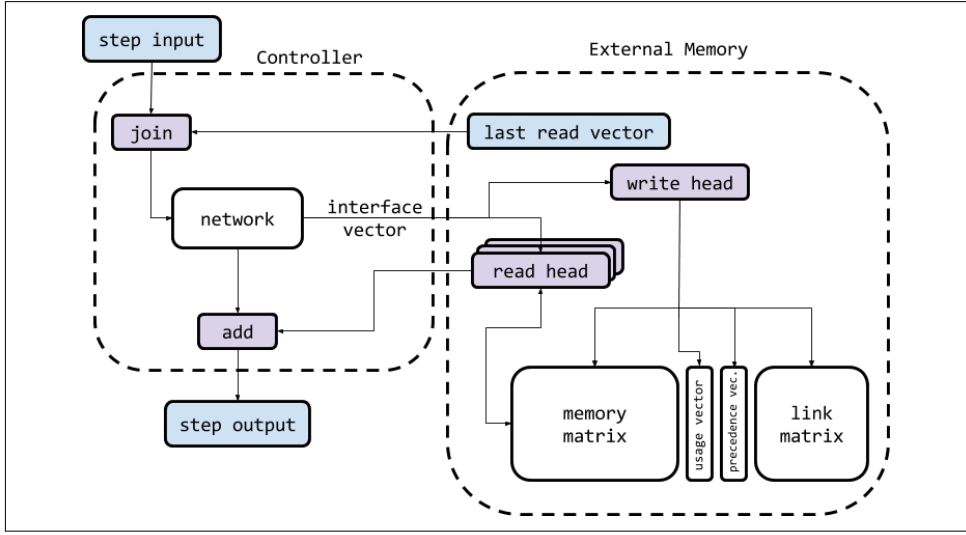 step input
Controller
External Memory
join
last read vector
write head
network
interface
vector
read head
add
step output
memory
matrix
usage vector
precedence vec.
link
matrix